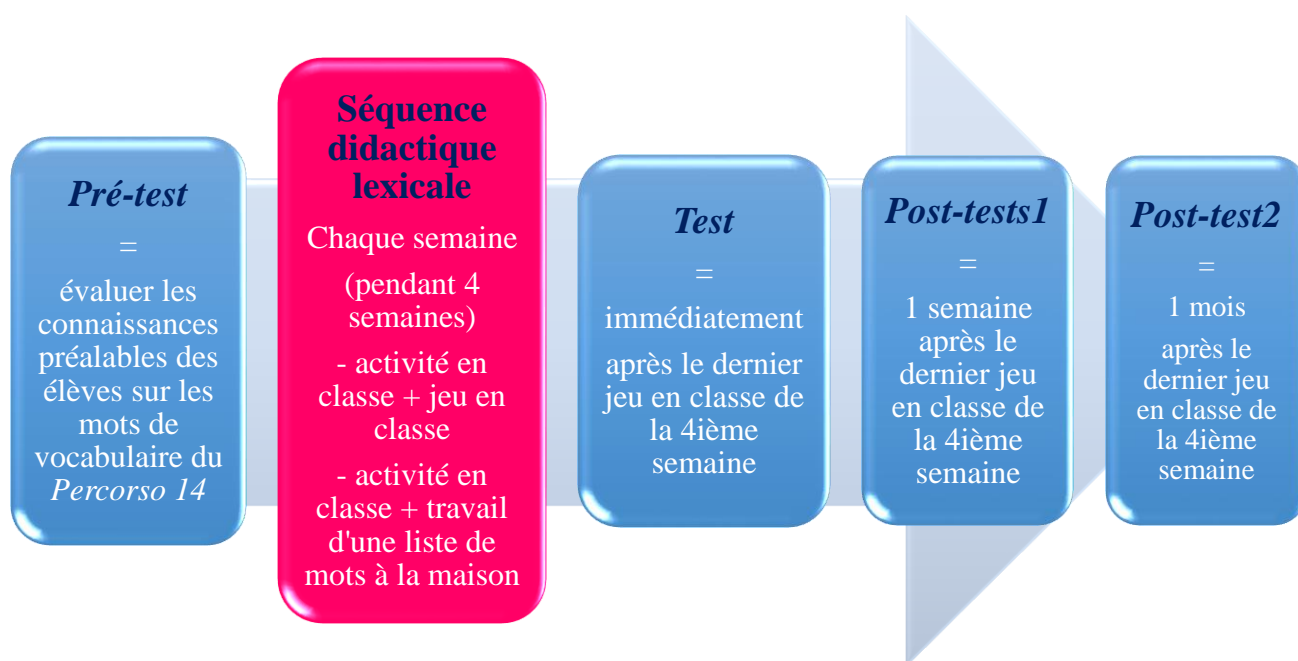 Pré-test
=
évaluer les
connaissances
préalables des
élèves sur les
mots de
vocabulaire du
Percorso 14
Séquence
didactique
lexicale
Chaque semaine
(pendant 4
semaines)
- activité en
classe + jeu en
classe
- activité en
classe + travail
d'une liste de
mots à la maison
Test
=
immédiatement
après le dernier
jeu en classe de
la 4ième
semaine
Post-tests1
=
1 semaine
après le
dernier jeu
en classe de
la 4ième
semaine
Post-test2
=
1 mois
après le
dernier jeu
en classe de
la 4ième
semaine